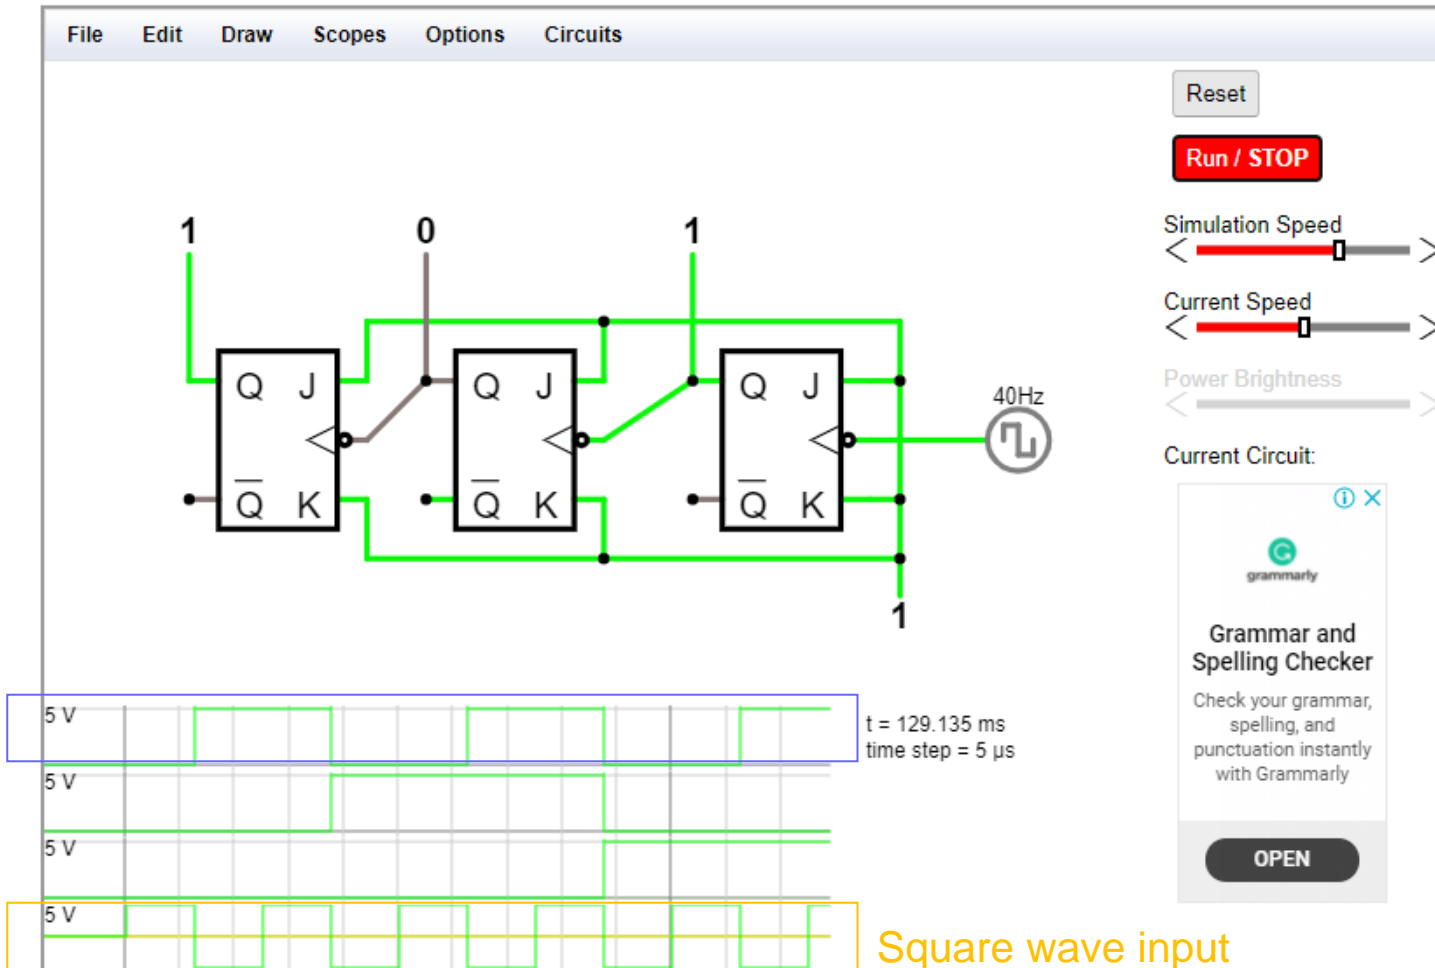 File Edit Draw Scopes Options Circuits
Reset
Run / STOP
Simulation Speed
Current Speed
Power Brightness
Current Circuit:
1 0 1
Q J Q J Q J
40Hz
Q K Q K Q K
1
grammarly
Grammar and
Spelling Checker
Check your grammar,
spelling, and
punctuation instantly
with Grammarly
OPEN
5 V
t = 129.135 ms
time step = 5 µs
5 V
5 V
5 V
Square wave input